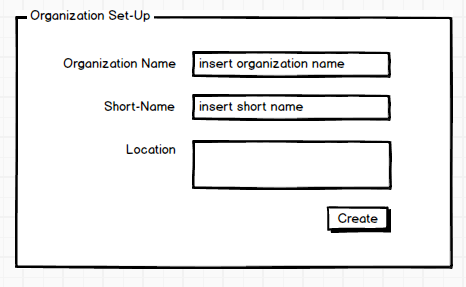 Organization Set-Up
Organization Name insert organization name
Short-Name insert short name
Location
Create